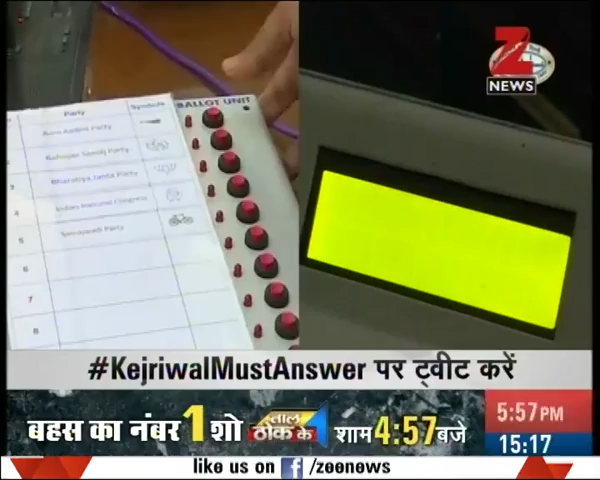 Z
NEWS
BALLOT UNIT
Party Symbols
Aam Aadmi Party
Bahujan Samaj Party
3 Bharatiya Janta Party
4 Indian National Congress
5 Samajwadi Party
6
7
8
#KejriwalMustAnswer पर ट्वीट करें
बहस का नंबर 1 शो ताल ठोक के शाम 4:57 बजे
5:57PM
15:17
like us on f /zeenews